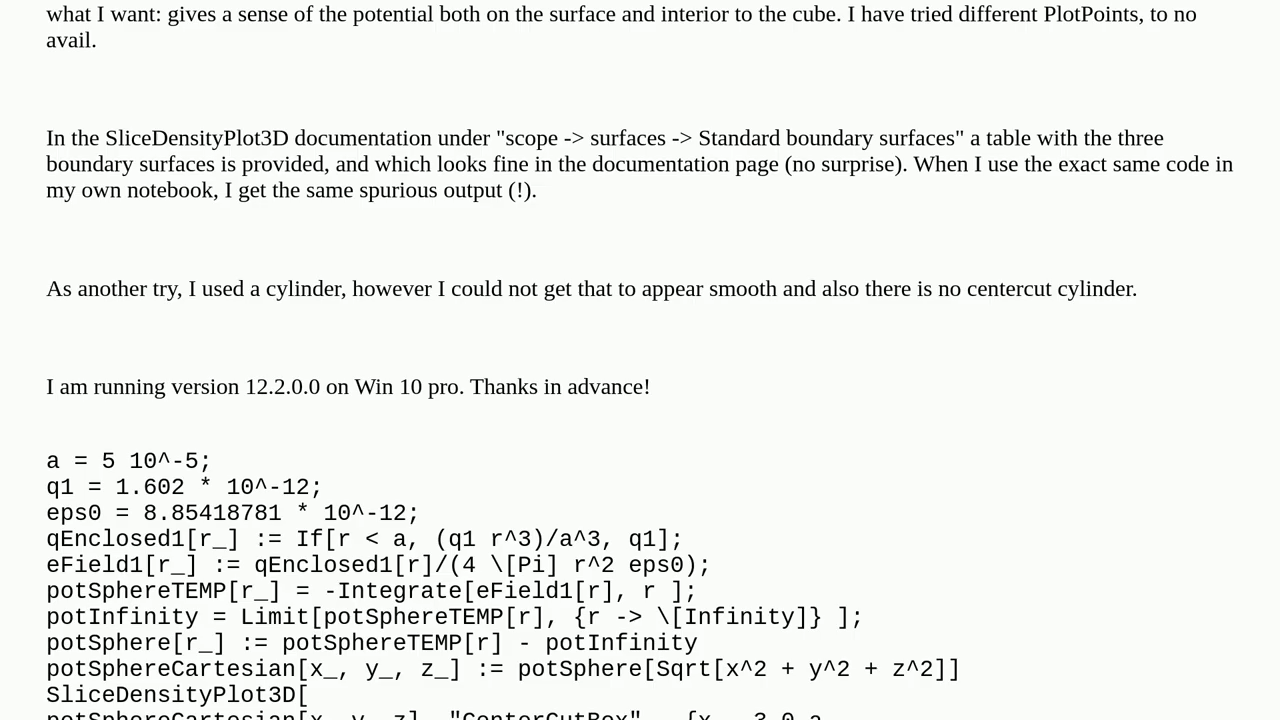 what I want: gives a sense of the potential both on the surface and interior to the cube. I have tried different PlotPoints, to no
avail.
In the SliceDensityPlot3D documentation under "scope -> surfaces -> Standard boundary surfaces" a table with the three
boundary surfaces is provided, and which looks fine in the documentation page (no surprise). When I use the exact same code in
my own notebook, I get the same spurious output (!).
As another try, I used a cylinder, however I could not get that to appear smooth and also there is no centercut cylinder.
I am running version 12.2.0.0 on Win 10 pro. Thanks in advance!
a = 5 10^-5;
q1 = 1.602 * 10^-12;
eps0 = 8.85418781 * 10^-12;
qEnclosed1[r_] := If[r < a, (q1 r^3)/a^3, q1];
eField1[r_] := qEnclosed1[r]/(4 \[Pi] r^2 eps0);
potSphereTEMP[r_] = -Integrate[eField1[r], r ];
potInfinity = Limit[potSphereTEMP[r], {r -> \[Infinity]} ];
potSphere[r_] := potSphereTEMP[r] - potInfinity
potSphereCartesian[x_, y_, z_] := potSphere[Sqrt[x^2 + y^2 + z^2]]
SliceDensityPlot3D[
potSphereCartesian[x, y, z], "CenterCutBox", {x, -3.0 a,